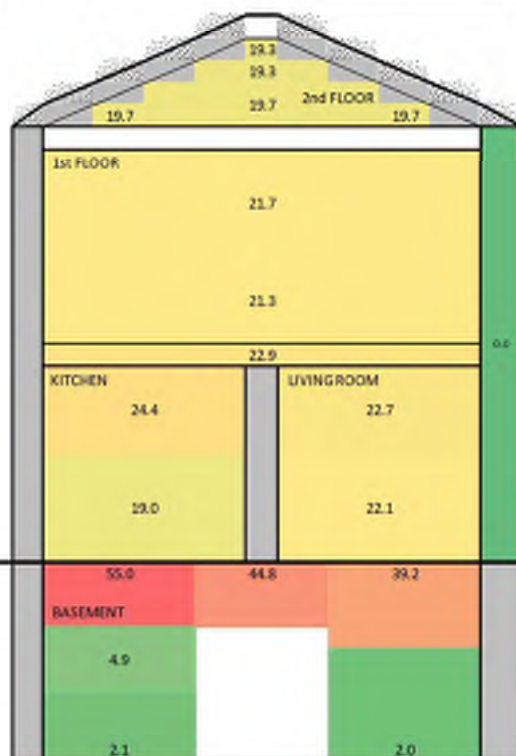 19.3
19.3
19.7 2nd FLOOR
19.7 19.7
1st FLOOR
21.7
21.3
0.0
22.9
KITCHEN LIVINGROOM
24.4 22.7
19.0 22.1
55.0 44.8 39.2
BASEMENT
4.9
2.1 2.0